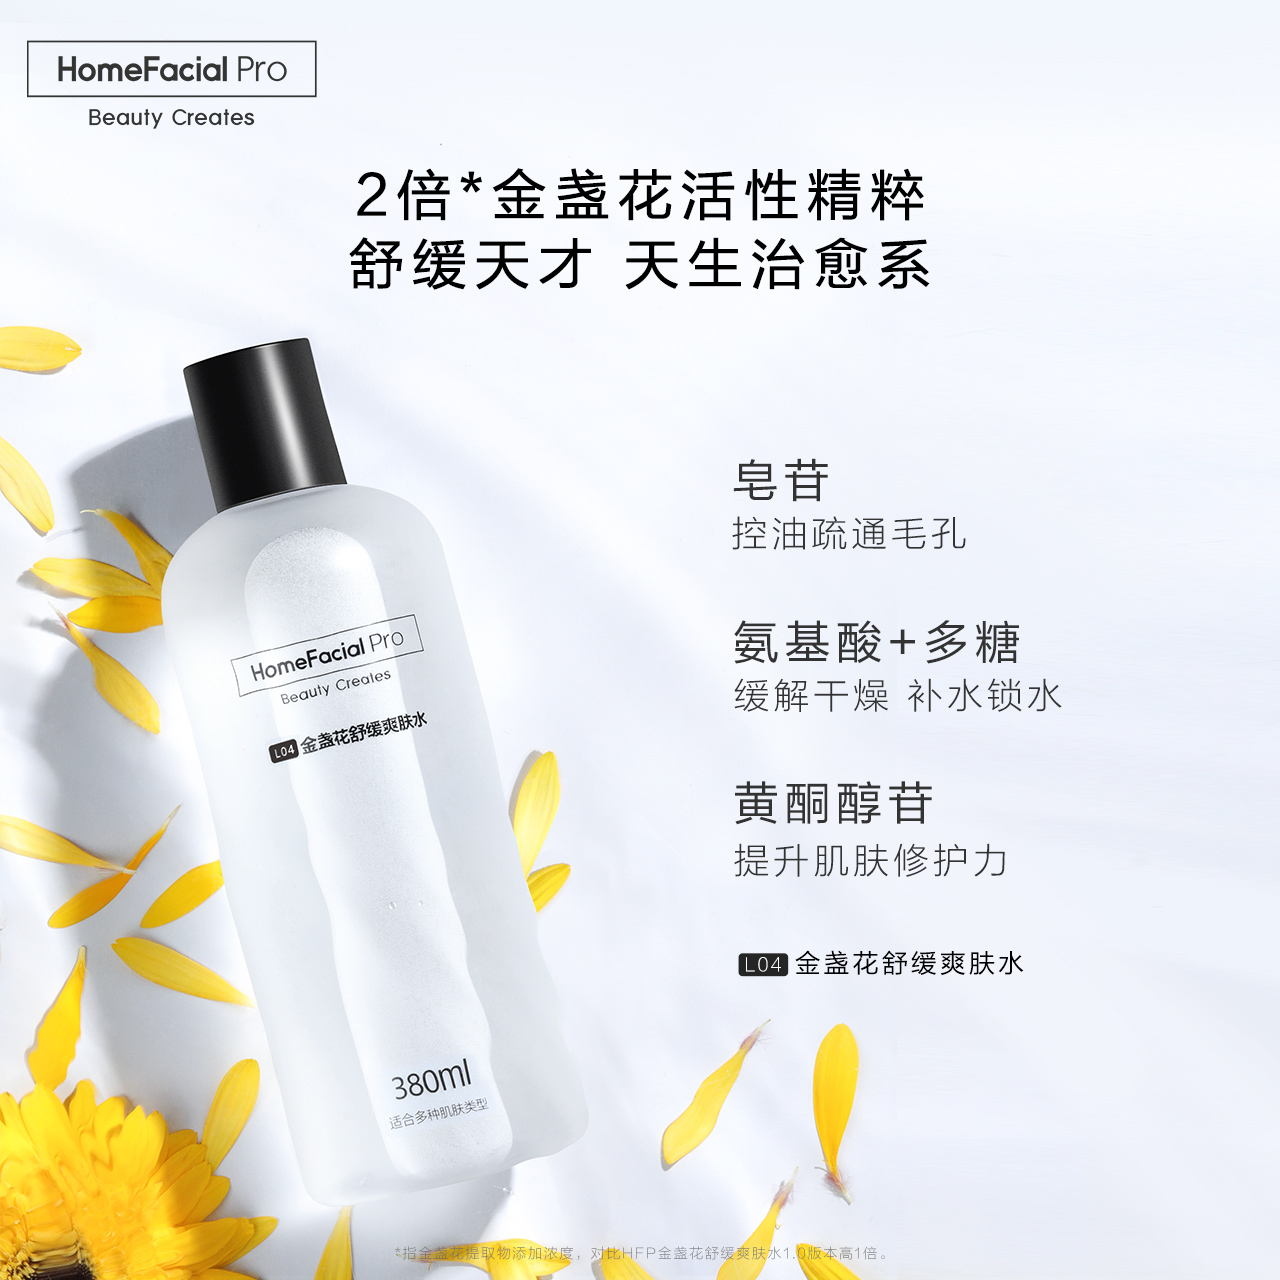 HomeFacial Pro
Beauty Creates
2倍*金盏花活性精粹
舒缓天才 天生治愈系
皂苷
控油疏通毛孔
氨基酸+多糖
缓解干燥 补水锁水
黄酮醇苷
提升肌肤修护力
L04 金盏花舒缓爽肤水
HomeFacial Pro
Beauty Creates
L04 金盏花舒缓爽肤水
380ml
适合多种肌肤类型
*指金盏花提取物添加浓度，对比HFP金盏花舒缓爽肤水1.0版本高1倍。